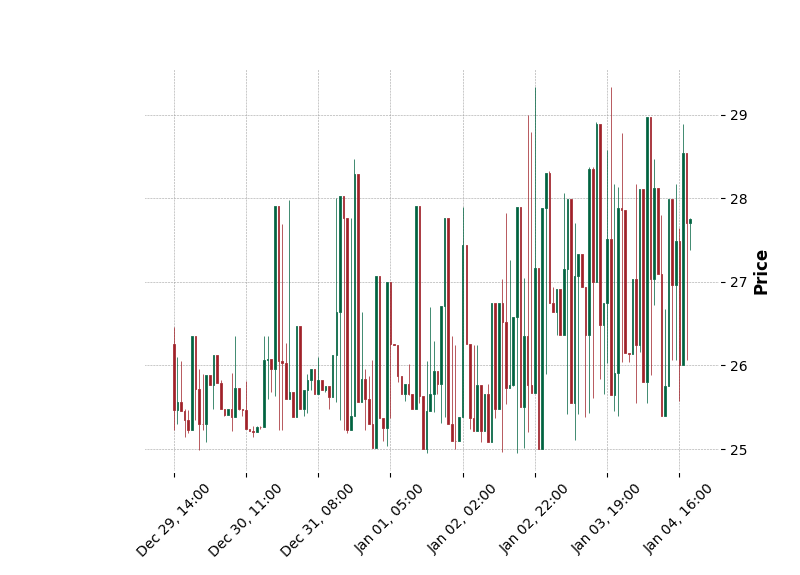 29
28
27
26
25
Price
Dec 29, 14:00
Dec 30, 11:00
Dec 31, 08:00
Jan 01, 05:00
Jan 02, 02:00
Jan 02, 22:00
Jan 03, 19:00
Jan 04, 16:00